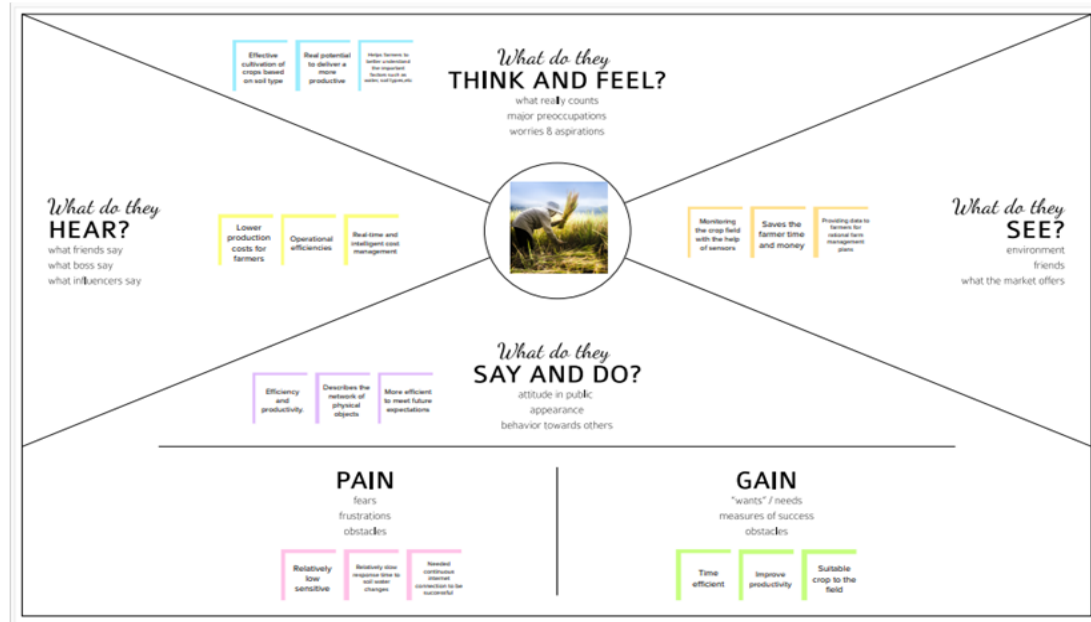 Effective
cultivation of
crops based
on soil type
Real potential
to deliver a
more
productive
Helps farmers to
better understand
the important
factors such as
water, soil types,etc
What do they
THINK AND FEEL?
what really counts
major preoccupations
worries & aspirations
What do they
HEAR?
what friends say
what boss say
what influencers say
Lower
production
costs for
farmers
Operational
efficiencies
Real-time and
intelligent cost
management
Monitoring
the crop field
with the help
of sensors
Saves the
farmer time
and money
Providing data to
farmers for
rational farm
management
plans
What do they
SEE?
environment
friends
what the market offers
What do they
SAY AND DO?
attitude in public
appearance
behavior towards others
Efficiency
and
productivity.
Describes the
network of
physical
objects
More efficient
to meet future
expectations
PAIN
fears
frustrations
obstacles
Relatively
low
sensitive
Relatively slow
response time to
soil water
changes
Needed
continuous
internet
connection to be
successful
GAIN
"wants" / needs
measures of success
obstacles
Time
efficient
Improve
productivity
Suitable
crop to the
field